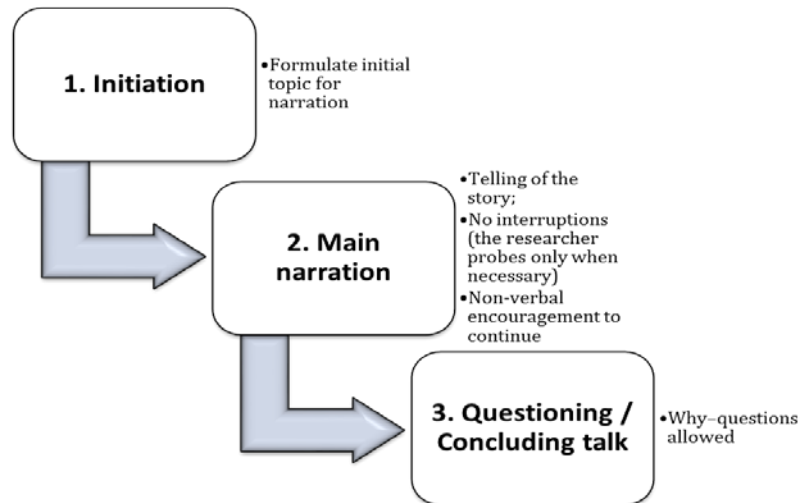 1. Initiation
•Formulate initial
topic for
narration
2. Main
narration
•Telling of the
story;
•No interruptions
(the researcher
probes only when
necessary)
•Non-verbal
encouragement to
continue
3. Questioning /
Concluding talk
•Why–questions
allowed